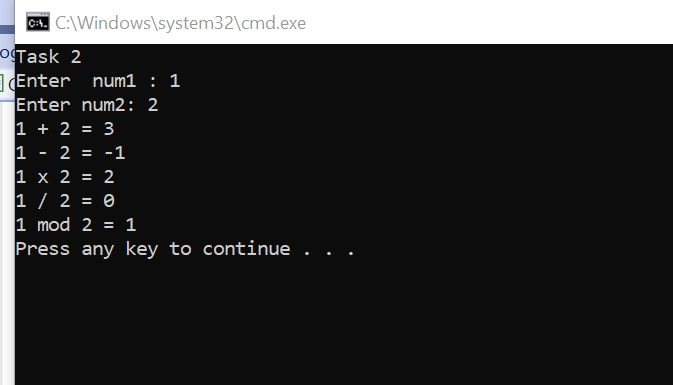 C:\Windows\system32\cmd.exe
Task 2
Enter  num1 : 1
Enter num2: 2
1 + 2 = 3
1 - 2 = -1
1 x 2 = 2
1 / 2 = 0
1 mod 2 = 1
Press any key to continue . . .